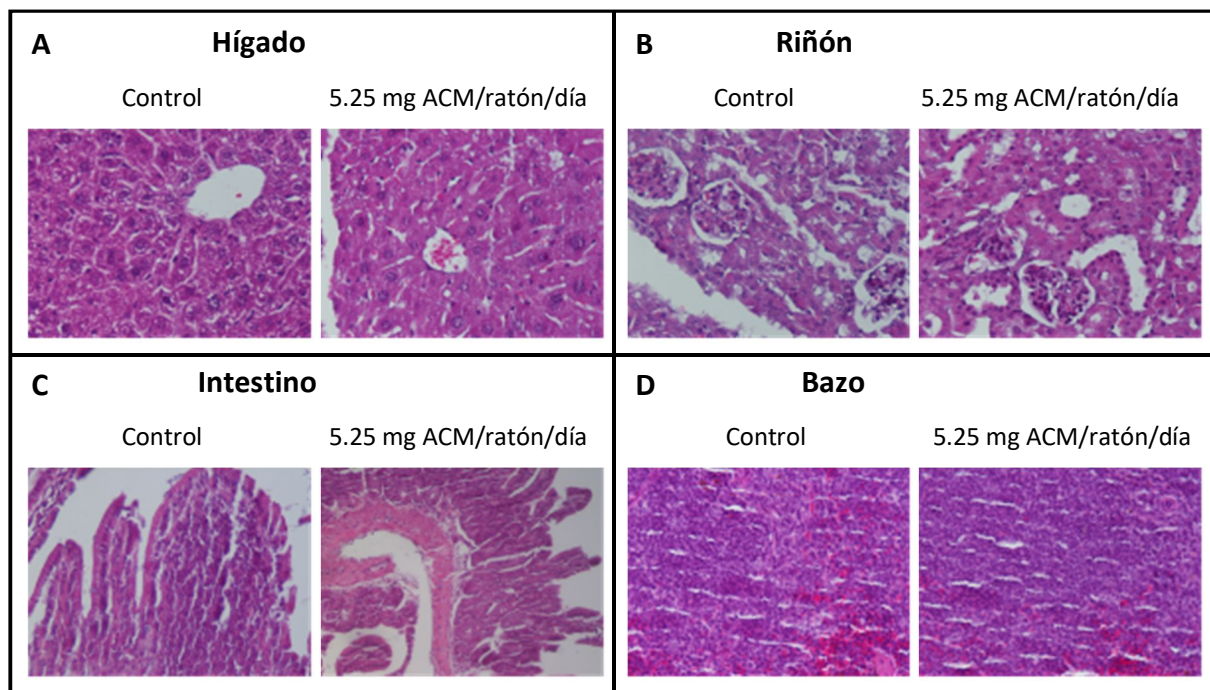 A Hígado
Control 5.25 mg ACM/ratón/día
B Riñón
Control 5.25 mg ACM/ratón/día
C Intestino
Control 5.25 mg ACM/ratón/día
D Bazo
Control 5.25 mg ACM/ratón/día